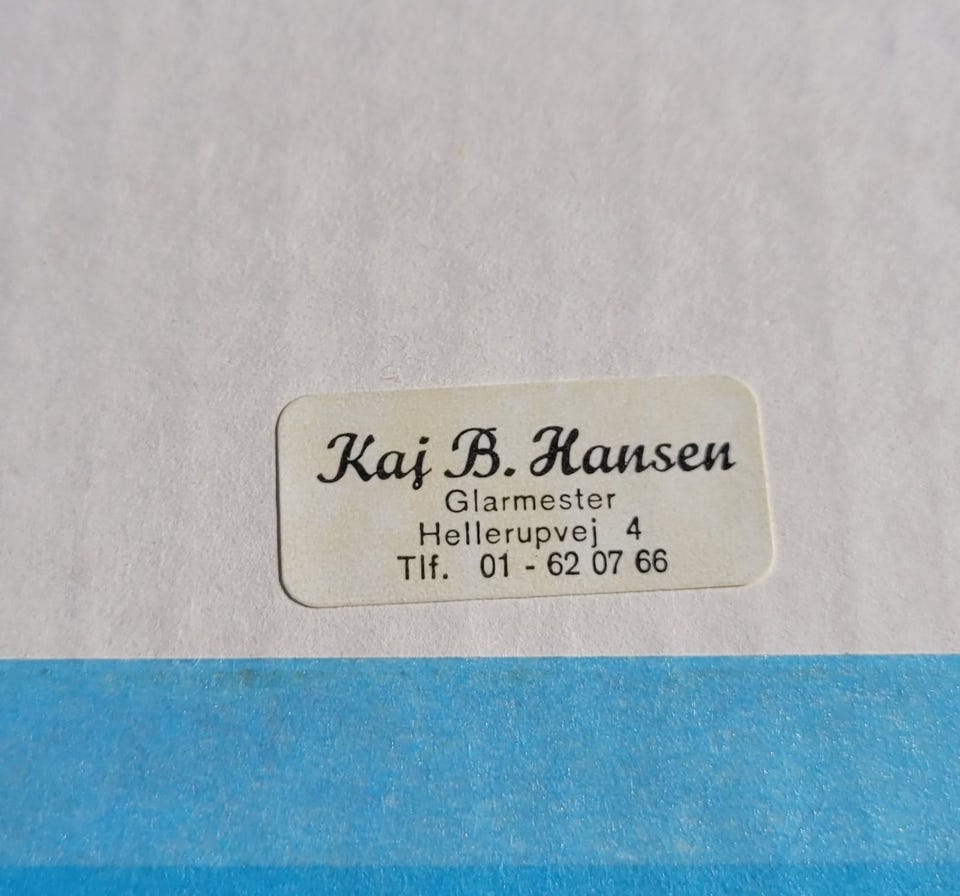 Kaj B. Hansen
Glarmester
Hellerupvej 4
Tlf. 01 - 62 07 66